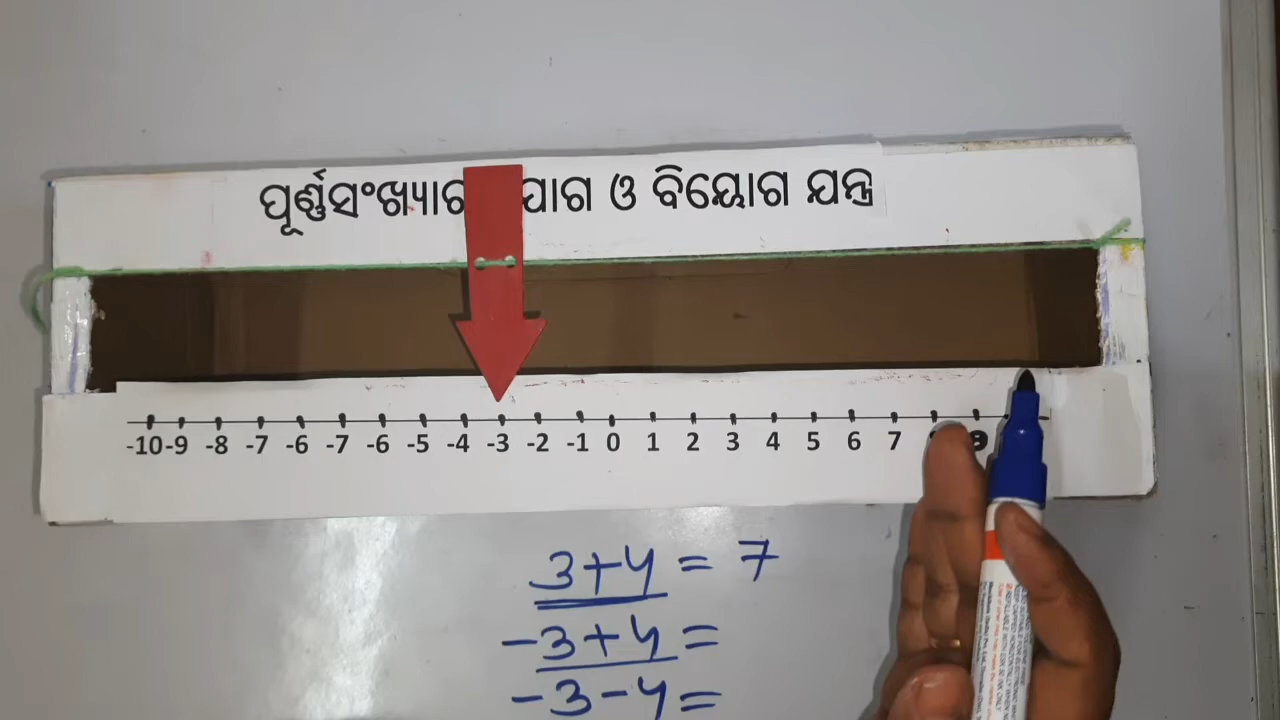 ପୂର୍ଣ୍ଣସଂଖ୍ୟାର ଯୋଗ ଓ ବିୟୋଗ ଯନ୍ତ୍ର
-10 -9 -8 -7 -6 -7 -6 -5 -4 -3 -2 -1 0 1 2 3 4 5 6 7 9
3+4 = 7
-3+4 =
-3-4 =